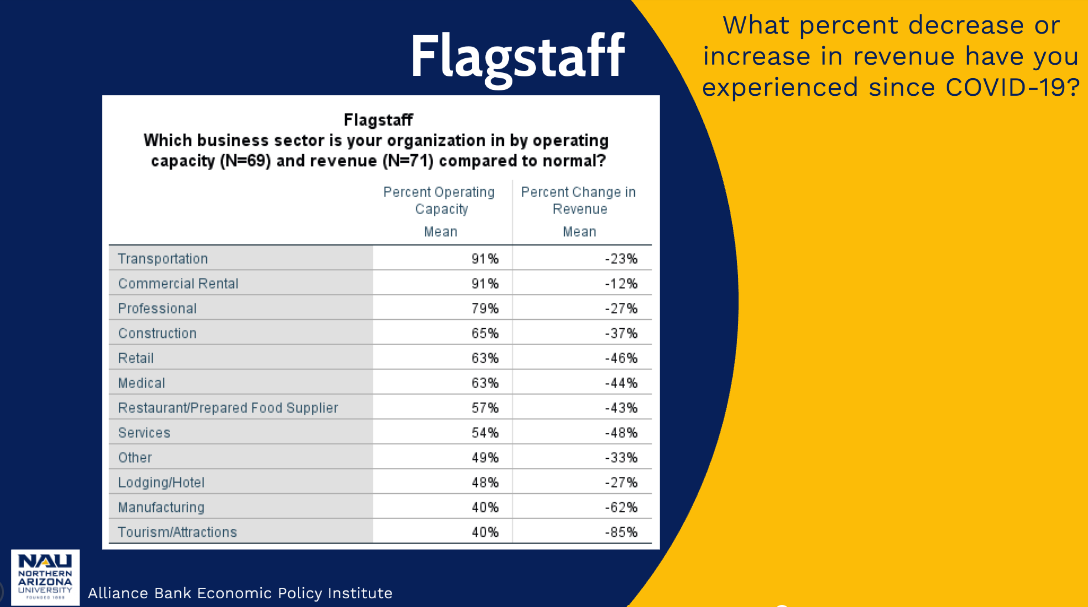 Flagstaff
What percent decrease or
increase in revenue have you
experienced since COVID-19?
Flagstaff
Which business sector is your organization in by operating
capacity (N=69) and revenue (N=71) compared to normal?
Percent Operating Capacity Percent Change in Revenue
Mean Mean
Transportation 91% -23%
Commercial Rental 91% -12%
Professional 79% -27%
Construction 65% -37%
Retail 63% -46%
Medical 63% -44%
Restaurant/Prepared Food Supplier 57% -43%
Services 54% -48%
Other 49% -33%
Lodging/Hotel 48% -27%
Manufacturing 40% -62%
Tourism/Attractions 40% -85%
NAU
NORTHERN
ARIZONA
UNIVERSITY
Alliance Bank Economic Policy Institute